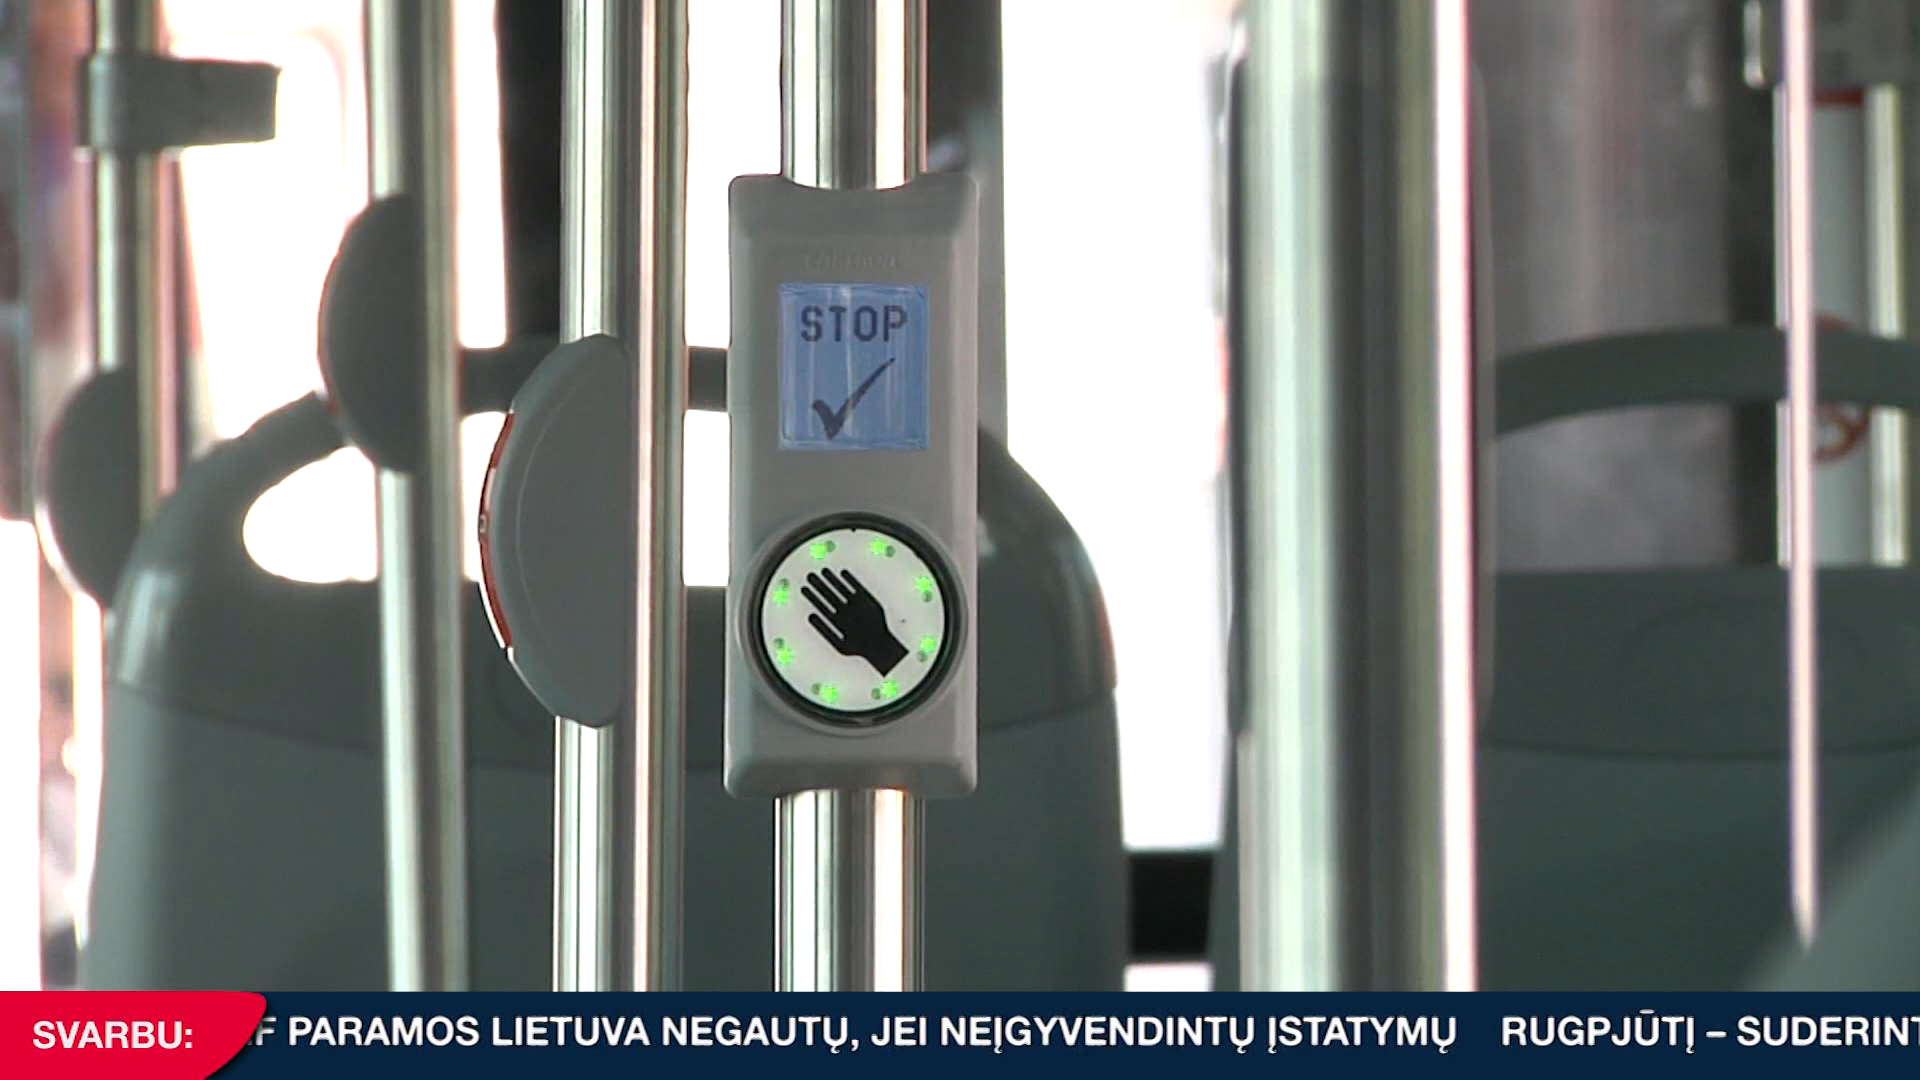 STOP
SVARBU: F PARAMOS LIETUVA NEGAUTŲ, JEI NEĮGYVENDINTŲ ĮSTATYMŲ RUGPJŪTĮ – SUDERINT